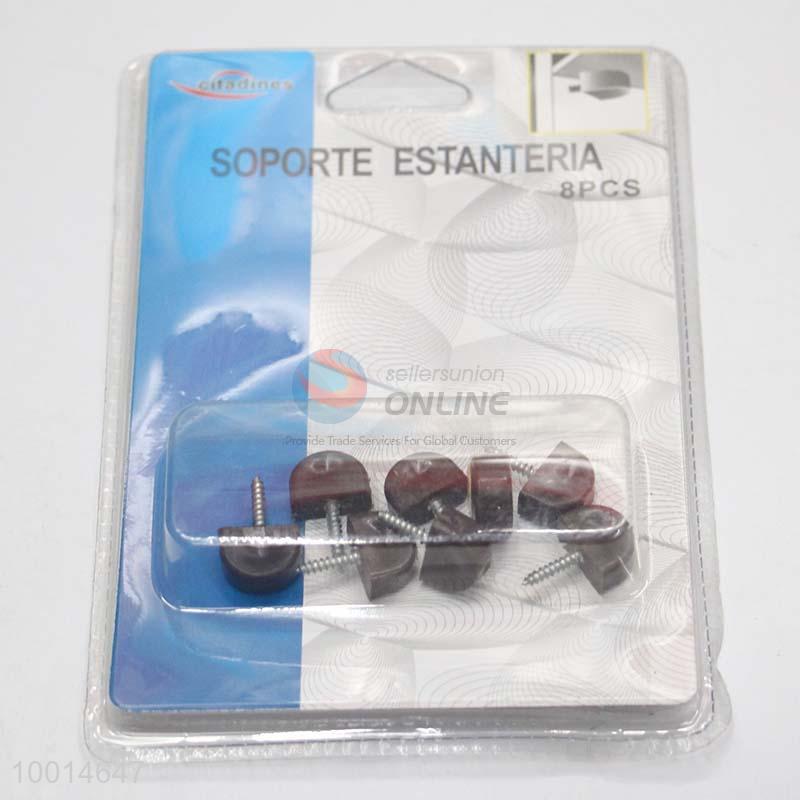 citadines
SOPORTE ESTANTERIA
8PCS
sellersunion
ONLINE
Provide Trade Services For Global Customers
10014647